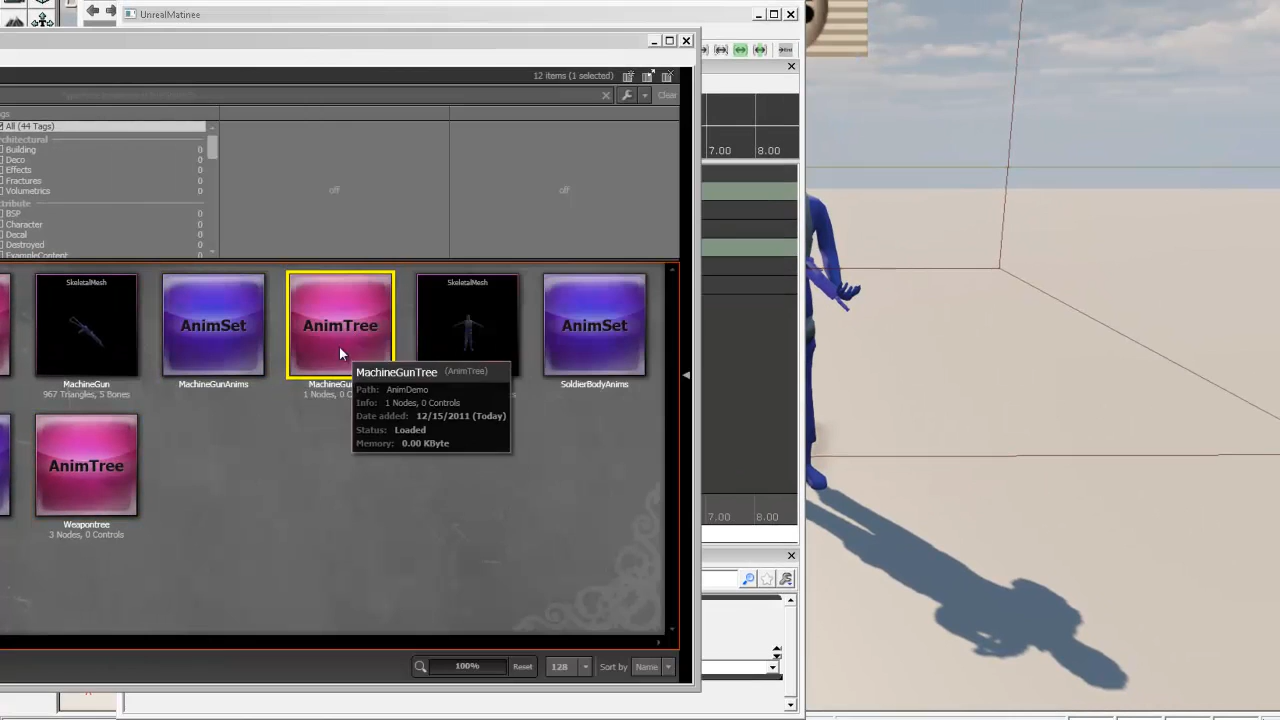 UnrealMatinee
12 items (1 selected)
Clear
gs
All (44 Tags)
chitectural
Building 0
Deco 0
Effects 0
Fractures 0
Volumetrics 0
tribute
BSP 0
Character 0
Decal 0
Destroyed 0
ExampleContent
off
off
7.00 8.00
SkeletalMesh
AnimSet
AnimTree
SkeletalMesh
AnimSet
MachineGun
967 Triangles, 5 Bones
MachineGunAnims
MachineGu
1 Nodes, 0 C
SoldierBodyAnims
MachineGunTree (AnimTree)
Path: AnimDemo
Info: 1 Nodes, 0 Controls
Date added: 12/15/2011 (Today)
Status: Loaded
Memory: 0.00 KByte
AnimTree
Weapontree
3 Nodes, 0 Controls
7.00 8.00
100%
Reset
128
Sort by
Name